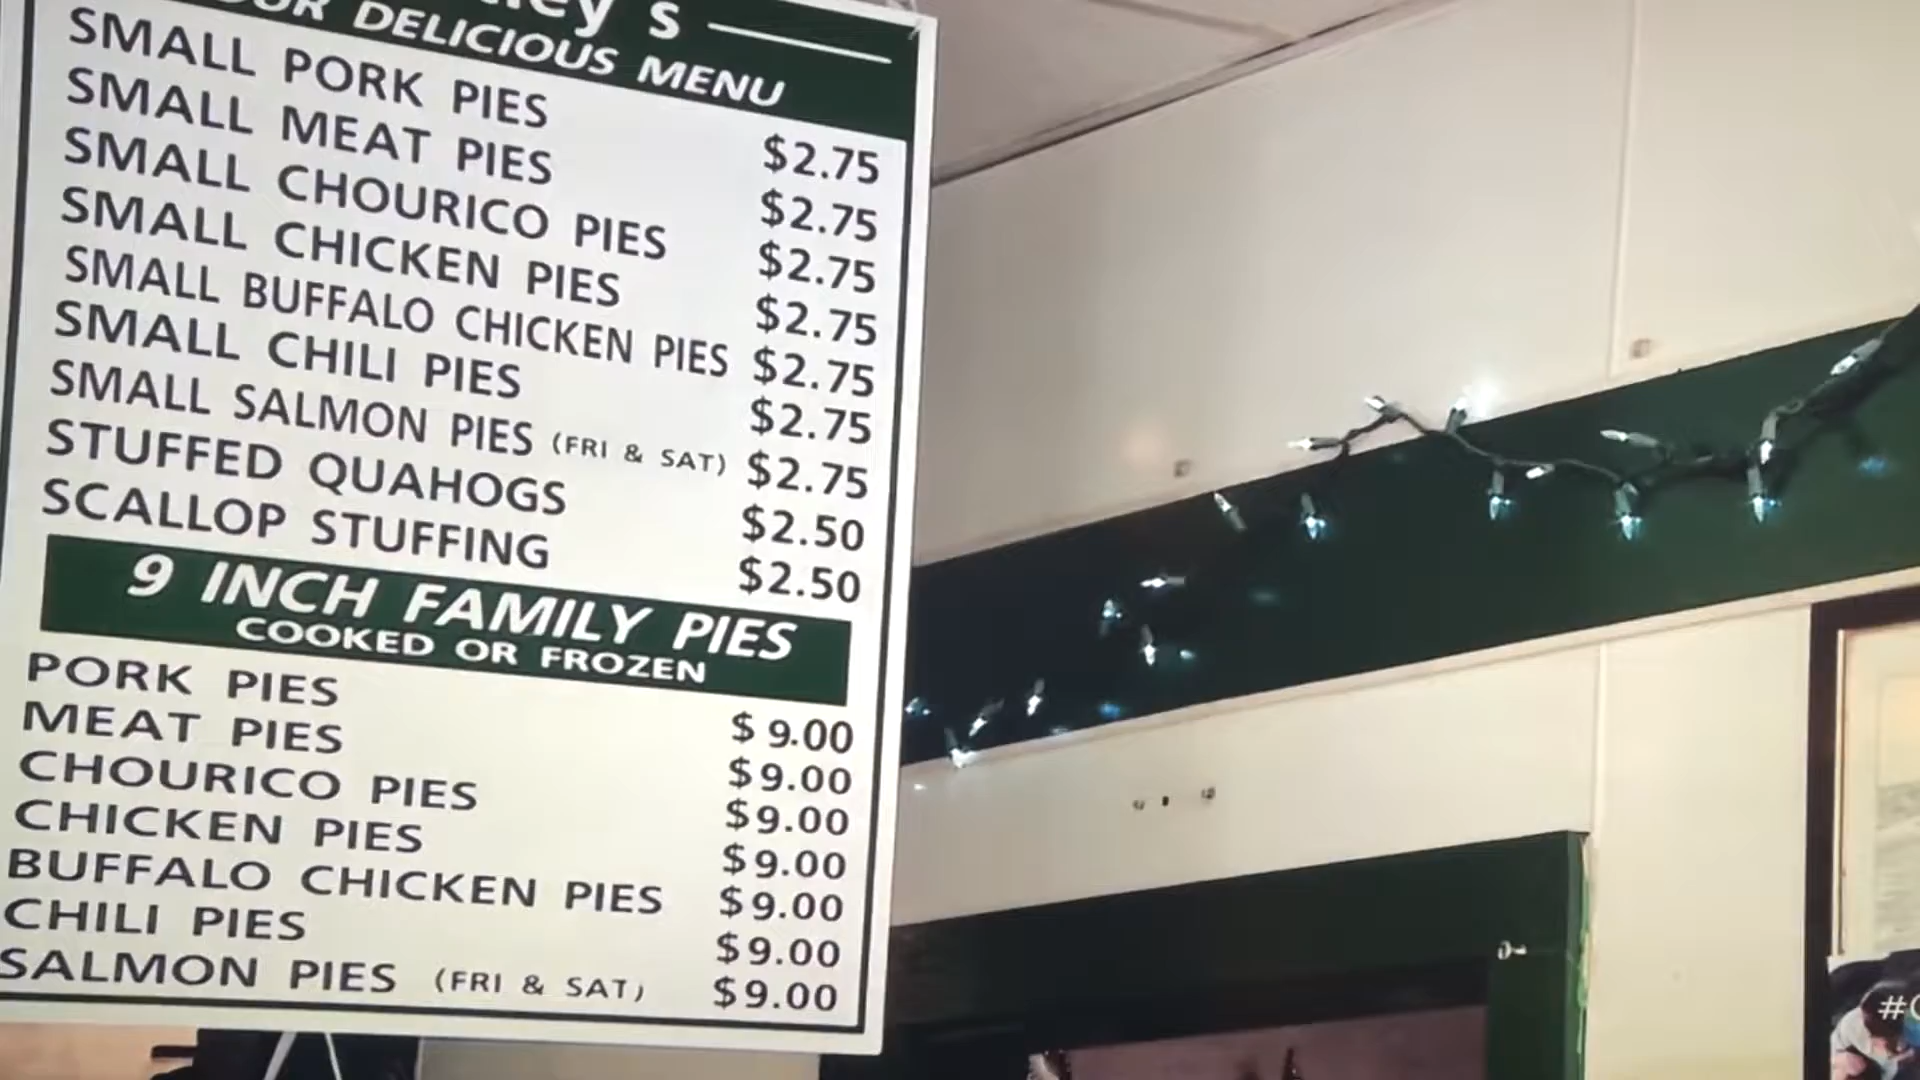 OUR DELICIOUS MENU
SMALL PORK PIES $2.75
SMALL MEAT PIES $2.75
SMALL CHOURICO PIES $2.75
SMALL CHICKEN PIES $2.75
SMALL BUFFALO CHICKEN PIES $2.75
SMALL CHILI PIES $2.75
SMALL SALMON PIES (FRI & SAT) $2.75
STUFFED QUAHOGS $2.50
SCALLOP STUFFING $2.50
9 INCH FAMILY PIES
COOKED OR FROZEN
PORK PIES $9.00
MEAT PIES $9.00
CHOURICO PIES $9.00
CHICKEN PIES $9.00
BUFFALO CHICKEN PIES $9.00
CHILI PIES $9.00
SALMON PIES (FRI & SAT) $9.00